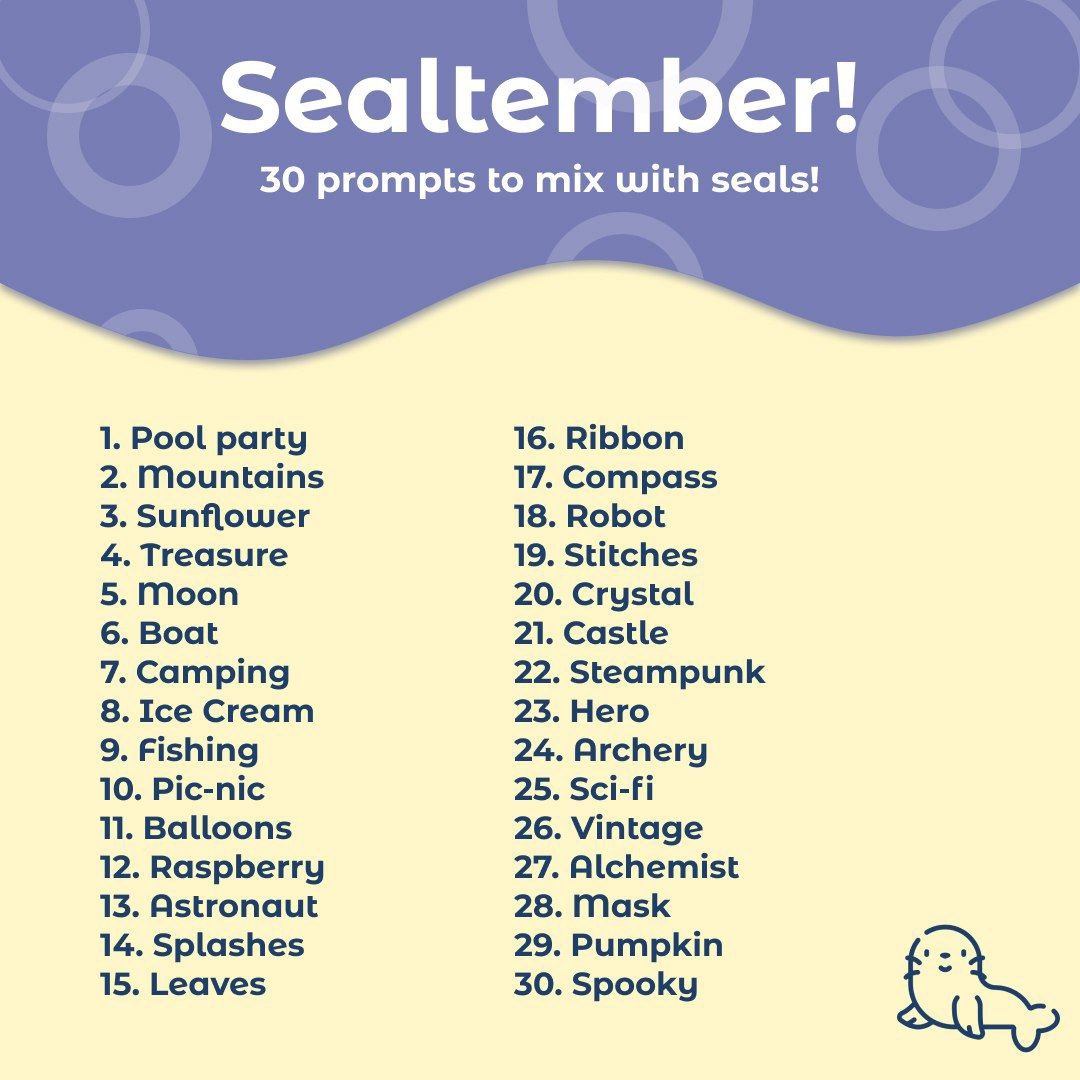 Sealtember!
30 prompts to mix with seals!
1. Pool party
2. Mountains
3. Sunflower
4. Treasure
5. Moon
6. Boat
7. Camping
8. Ice Cream
9. Fishing
10. Pic-nic
11. Balloons
12. Raspberry
13. Astronaut
14. Splashes
15. Leaves
16. Ribbon
17. Compass
18. Robot
19. Stitches
20. Crystal
21. Castle
22. Steampunk
23. Hero
24. Archery
25. Sci-fi
26. Vintage
27. Alchemist
28. Mask
29. Pumpkin
30. Spooky